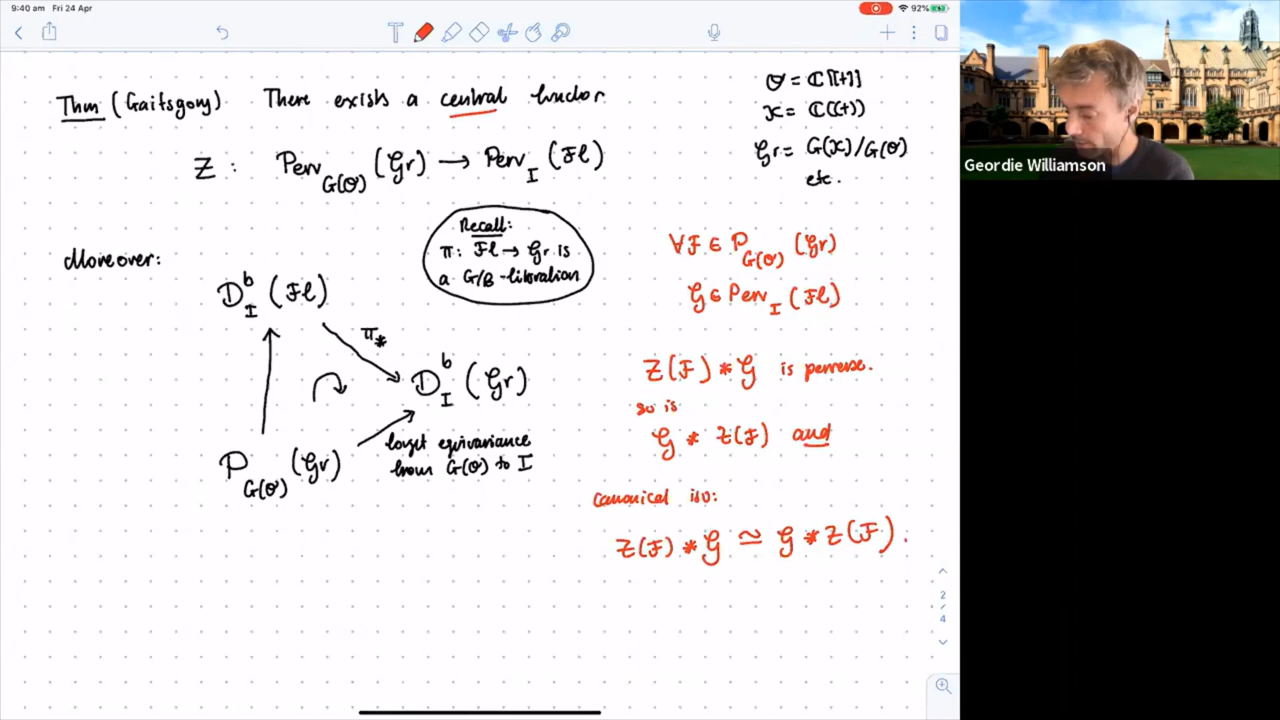 9:40 am Fri 24 Apr
92%
Thm (Gaitsgory) There exists a central functor
Z : Perv_{G(O)} (Gr) → Perv_I (Fl)
O = ℂ[[t]]
K = ℂ((t))
Gr = G(K)/G(O)
etc.
Geordie Williamson
Recall:
π: Fl → Gr is
a G/B-fibration
Moreover:
D^b_I (Fl)
π_*
D^b_I (Gr)
P_{G(O)} (Gr)
forget equivariance
from G(O) to I
∀F ∈ P_{G(O)} (Gr)
G ∈ Perv_I (Fl)
Z(F) * G is perverse.
so is
G * Z(F) and
canonical iso:
Z(F) * G ≃ G * Z(F).
2
/
4